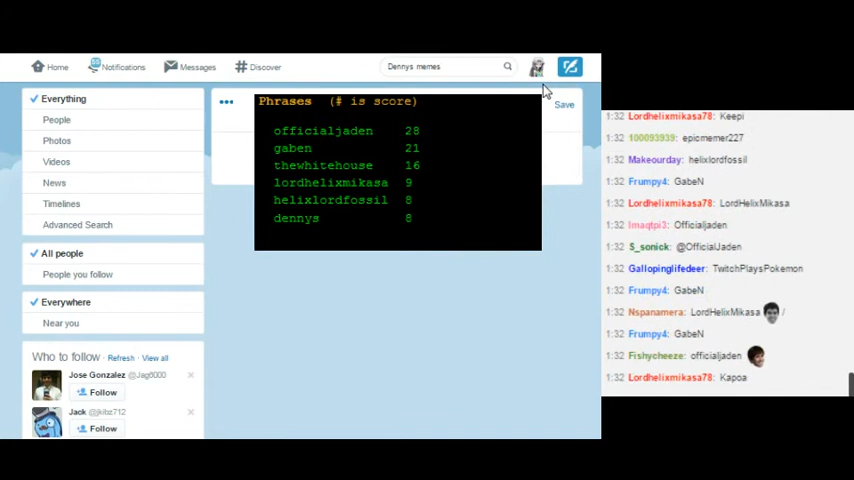 Home Notifications Messages Discover Dennys memes
Everything
People
Photos
Videos
News
Timelines
Advanced Search
All people
People you follow
Everywhere
Near you
Who to follow · Refresh · View all
Jose Gonzalez @Jag6000
Follow
Jack @jkibz712
Follow
Save
Phrases (# is score)
officialjaden 28
gaben 21
thewhitehouse 16
lordhelixmikasa 9
helixlordfossil 8
dennys 8
1:32 Lordhelixmikasa78: Keepi
1:32 100093939: epicmemer227
1:32 Makeourday: helixlordfossil
1:32 Frumpy4: GabeN
1:32 Lordhelixmikasa78: LordHelixMikasa
1:32 Imaqtpi3: Officialjaden
1:32 S_sonick: @OfficialJaden
1:32 Gallopinglifedeer: TwitchPlaysPokemon
1:32 Frumpy4: GabeN
1:32 Nspanamera: LordHelixMikasa /
1:32 Frumpy4: GabeN
1:32 Fishycheeze: officialjaden
1:32 Lordhelixmikasa78: Kapoa